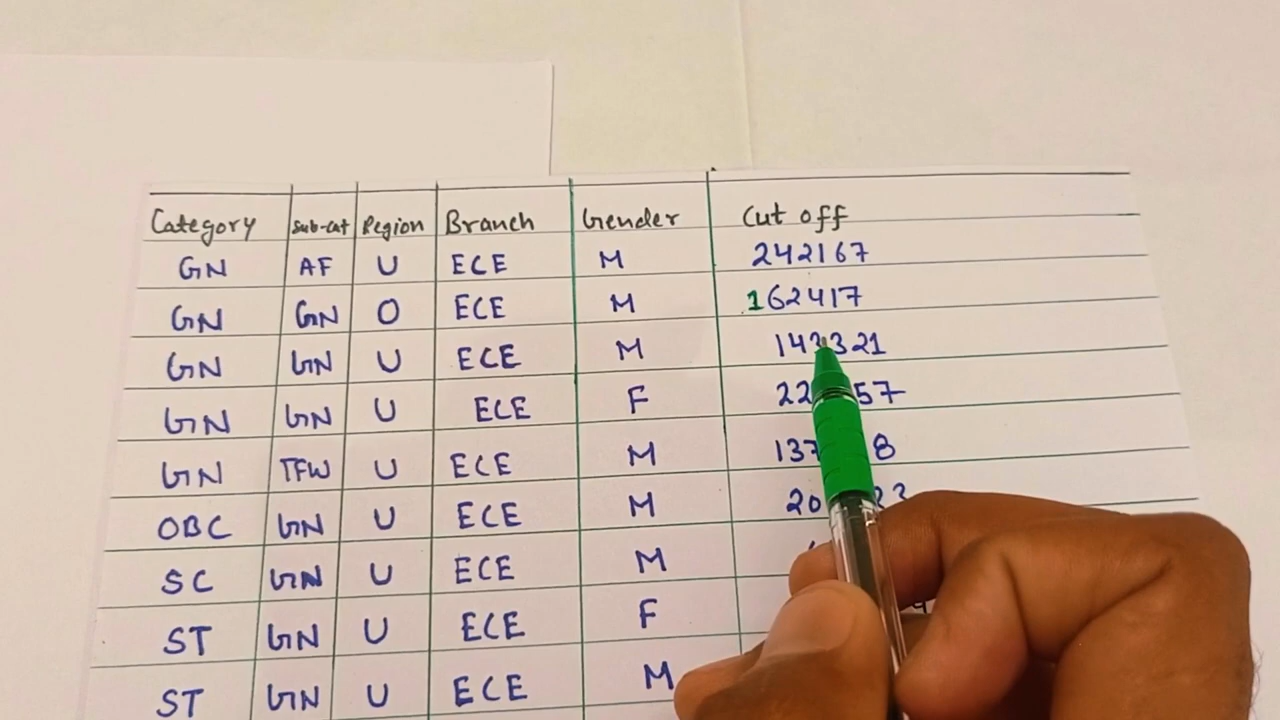 Category Sub-cat Region Branch Gender Cut off
GN AF U ECE M 242167
GN GN O ECE M 162417
GN GN U ECE M
GN GN U ECE F
GN TFW U ECE M
OBC GN U ECE M
SC GN U ECE M
ST GN U ECE F
ST GN U ECE M